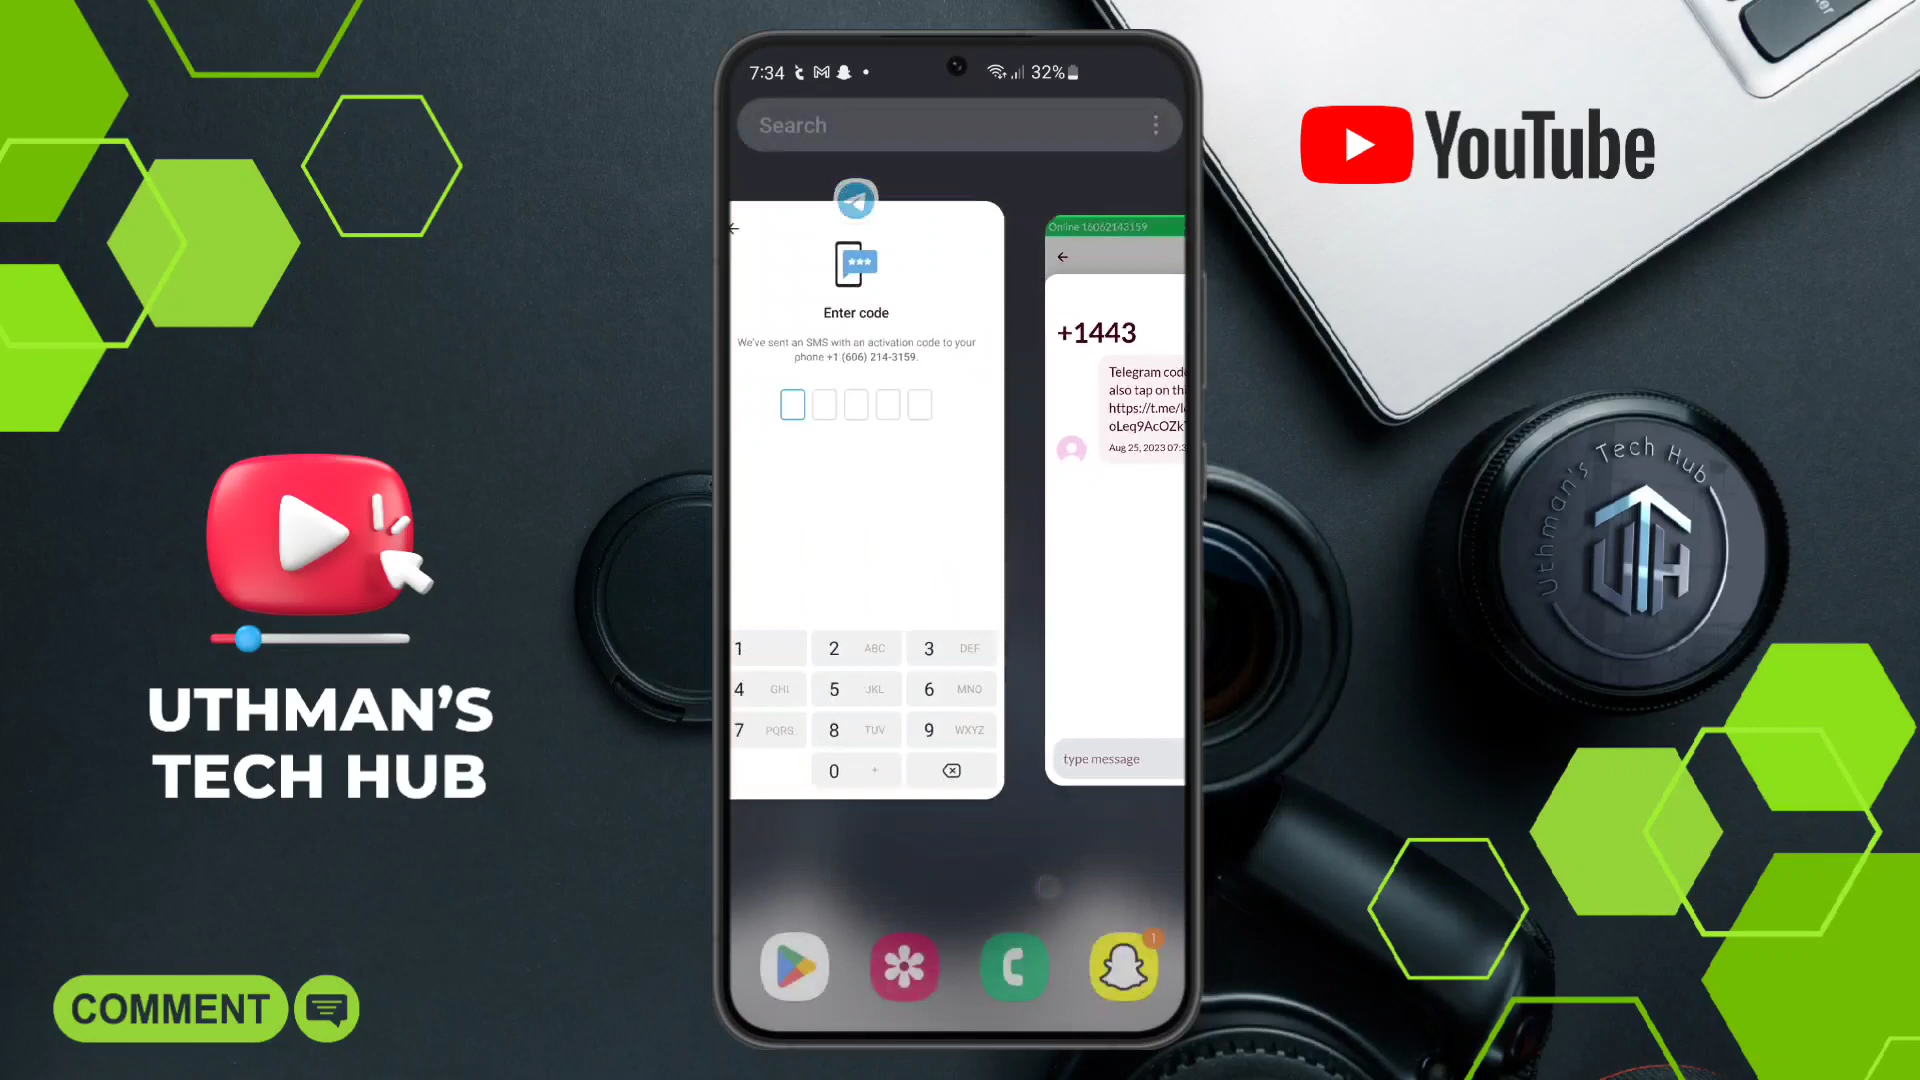 7:34
32%
Search
Enter code
We've sent an SMS with an activation code to your
phone +1 (606) 214-3159.
1
2 ABC
3 DEF
4 GHI
5 JKL
6 MNO
7 PQRS
8 TUV
9 WXYZ
0 +
Online 16062143159
+1443
Telegram code
also tap on thi
https://t.me/l
oLeq9AcOZk
Aug 25, 2023 07:3
type message
1
YouTube
Uthman's Tech Hub
UTH
UTHMAN'S
TECH HUB
COMMENT